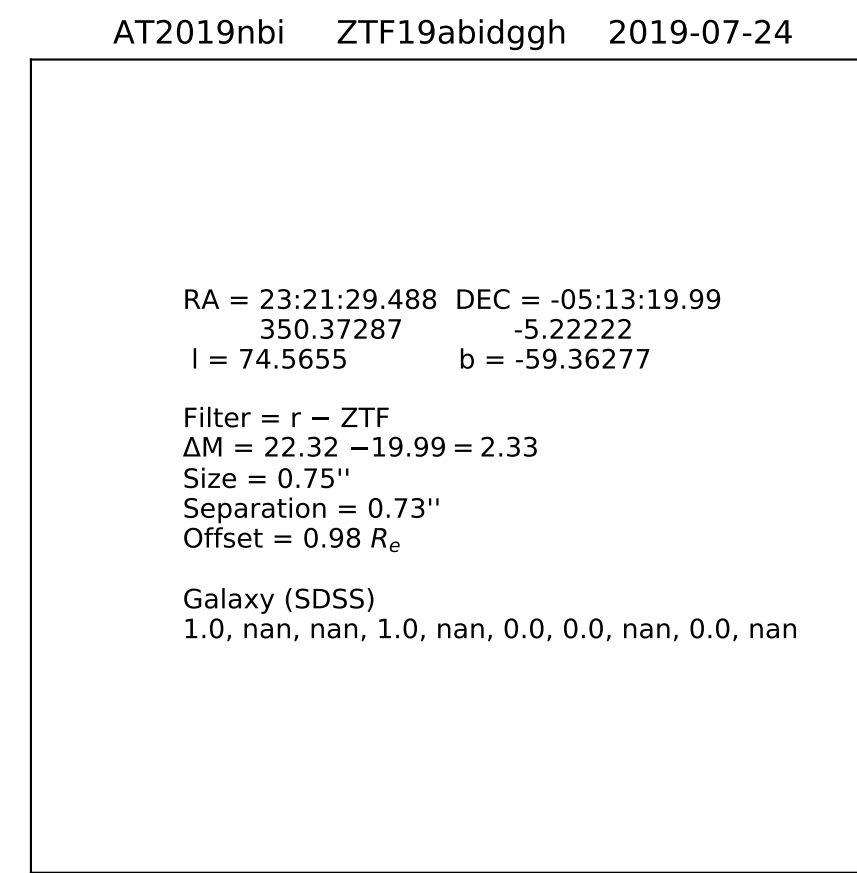 AT2019nbi ZTF19abidggh 2019-07-24
RA = 23:21:29.488 DEC = -05:13:19.99
350.37287 -5.22222
l = 74.5655 b = -59.36277
Filter = r − ZTF
ΔM = 22.32 −19.99 = 2.33
Size = 0.75''
Separation = 0.73''
Offset = 0.98 Rₑ
Galaxy (SDSS)
1.0, nan, nan, 1.0, nan, 0.0, 0.0, nan, 0.0, nan